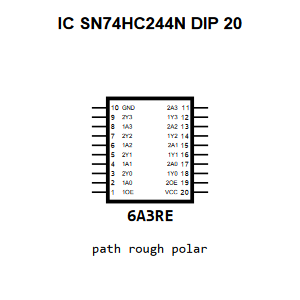 IC SN74HC244N DIP 20
10 GND 2A3 11
9 2Y3 1Y3 12
8 1A3 2A2 13
7 2Y2 1Y2 14
6 1A2 2A1 15
5 2Y1 1Y1 16
4 1A1 2A0 17
3 2Y0 1Y0 18
2 1A0 2OE 19
1 1OE VCC 20
6A3RE
path rough polar